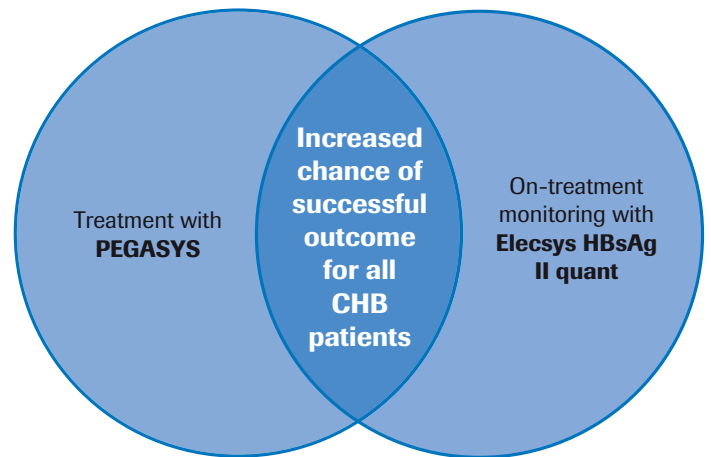 Treatment with
PEGASYS
Increased
chance of
successful
outcome
for all
CHB
patients
On-treatment
monitoring with
Elecsys HBsAg
II quant